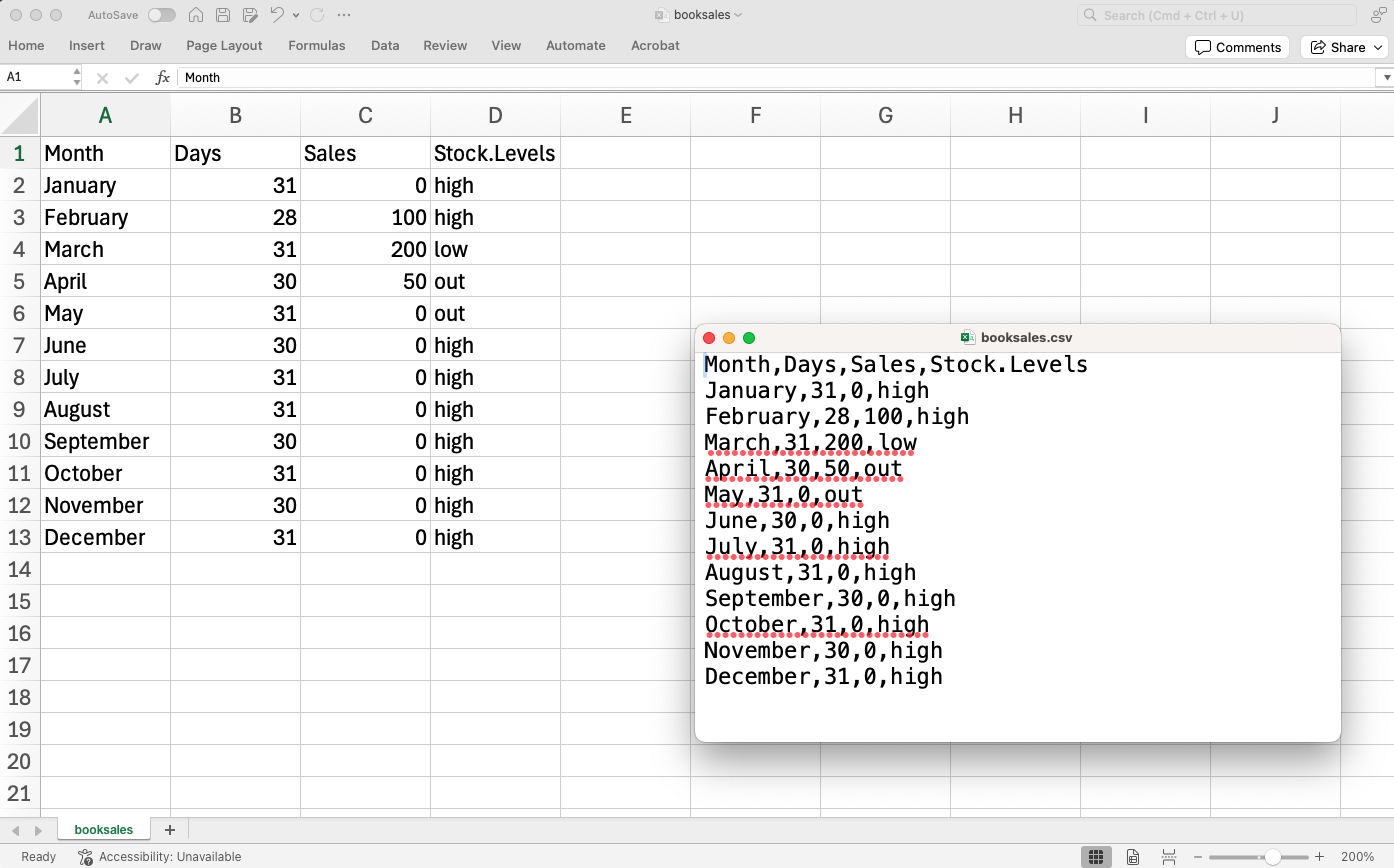 AutoSave booksales Search (Cmd + Ctrl + U)
Home Insert Draw Page Layout Formulas Data Review View Automate Acrobat Comments Share
A1 fx Month
A B C D E F G H I J
1 Month Days Sales Stock.Levels
2 January 31 0 high
3 February 28 100 high
4 March 31 200 low
5 April 30 50 out
6 May 31 0 out
7 June 30 0 high
8 July 31 0 high
9 August 31 0 high
10 September 30 0 high
11 October 31 0 high
12 November 30 0 high
13 December 31 0 high
14
15
16
17
18
19
20
21
booksales.csv
Month,Days,Sales,Stock.Levels
January,31,0,high
February,28,100,high
March,31,200,low
April,30,50,out
May,31,0,out
June,30,0,high
July,31,0,high
August,31,0,high
September,30,0,high
October,31,0,high
November,30,0,high
December,31,0,high
booksales +
Ready Accessibility: Unavailable − + 200%